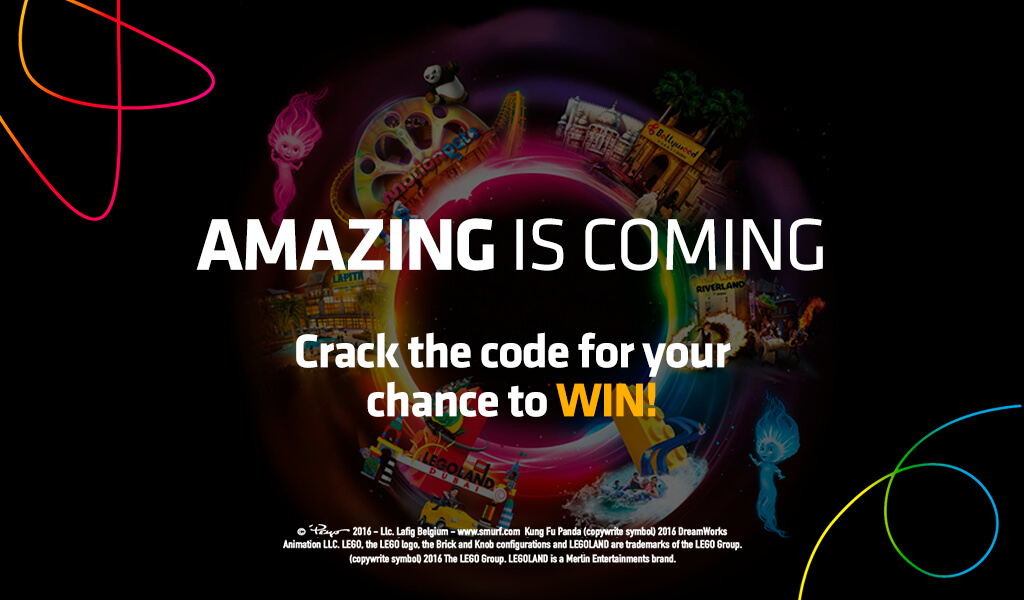 motiongate
Bollywood
AMAZING IS COMING
LAPITA
RIVERLAND
Crack the code for your
chance to WIN!
LEGOLAND
DUBAI
© Peyo 2016 – Llc. Lafig Belgium – www.smurf.com Kung Fu Panda (copywrite symbol) 2016 DreamWorks
Animation LLC. LEGO, the LEGO logo, the Brick and Knob configurations and LEGOLAND are trademarks of the LEGO Group.
(copywrite symbol) 2016 The LEGO Group. LEGOLAND is a Merlin Entertainments brand.